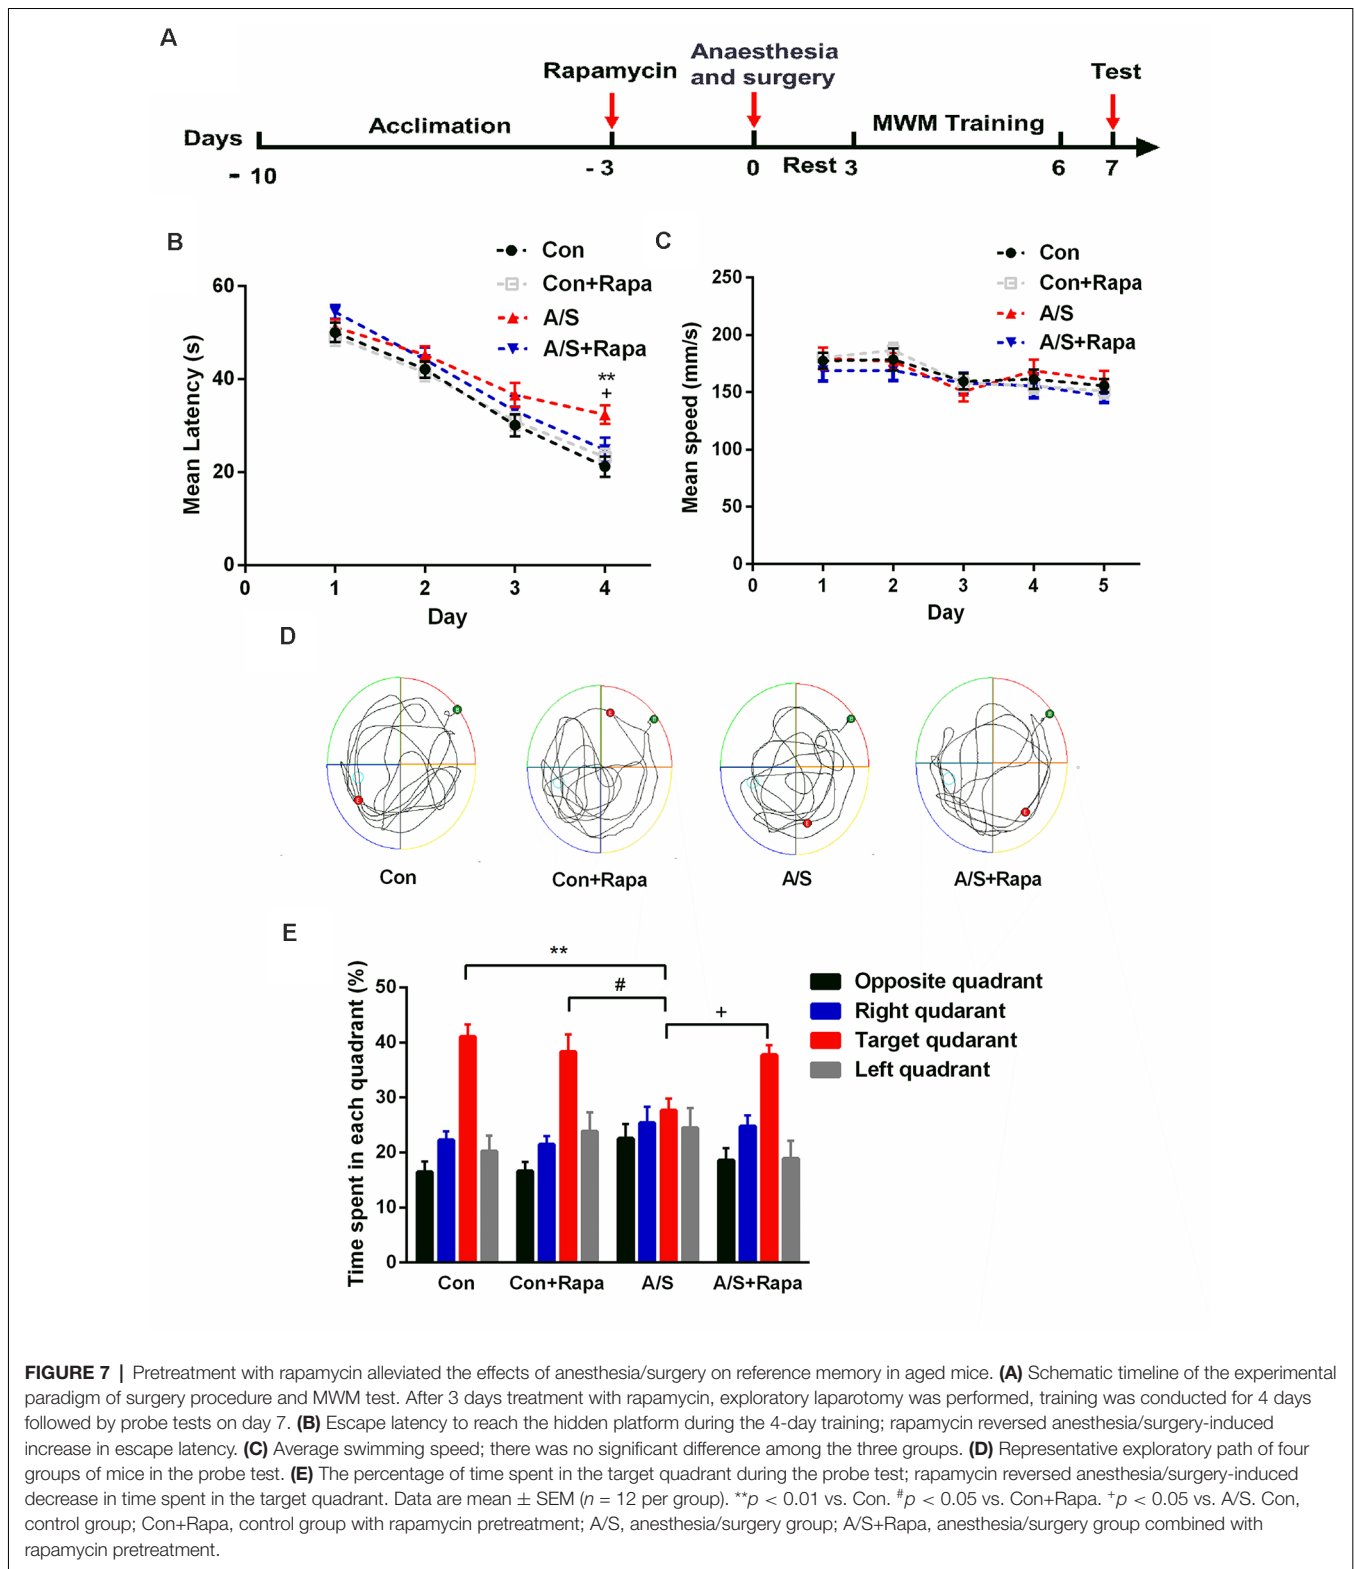 A
Anaesthesia
Rapamycin and surgery Test
Days Acclimation MWM Training
- 10 - 3 0 Rest 3 6 7
B
Con
Con+Rapa
A/S
A/S+Rapa
60
40
20
0
**
+
Mean Latency (s)
0 1 2 3 4
Day
C
Con
Con+Rapa
A/S
A/S+Rapa
250
200
150
100
50
0
Mean speed (mm/s)
0 1 2 3 4 5
Day
D
E
E
E
E
Con Con+Rapa A/S A/S+Rapa
E
**
#
+
50
40
30
20
10
0
Time spent in each quadrant (%)
Con Con+Rapa A/S A/S+Rapa
Opposite quadrant
Right qudarant
Target qudarant
Left quadrant
FIGURE 7 | Pretreatment with rapamycin alleviated the effects of anesthesia/surgery on reference memory in aged mice. (A) Schematic timeline of the experimental
paradigm of surgery procedure and MWM test. After 3 days treatment with rapamycin, exploratory laparotomy was performed, training was conducted for 4 days
followed by probe tests on day 7. (B) Escape latency to reach the hidden platform during the 4-day training; rapamycin reversed anesthesia/surgery-induced
increase in escape latency. (C) Average swimming speed; there was no significant difference among the three groups. (D) Representative exploratory path of four
groups of mice in the probe test. (E) The percentage of time spent in the target quadrant during the probe test; rapamycin reversed anesthesia/surgery-induced
decrease in time spent in the target quadrant. Data are mean ± SEM (n = 12 per group). **p < 0.01 vs. Con. #p < 0.05 vs. Con+Rapa. +p < 0.05 vs. A/S. Con,
control group; Con+Rapa, control group with rapamycin pretreatment; A/S, anesthesia/surgery group; A/S+Rapa, anesthesia/surgery group combined with
rapamycin pretreatment.